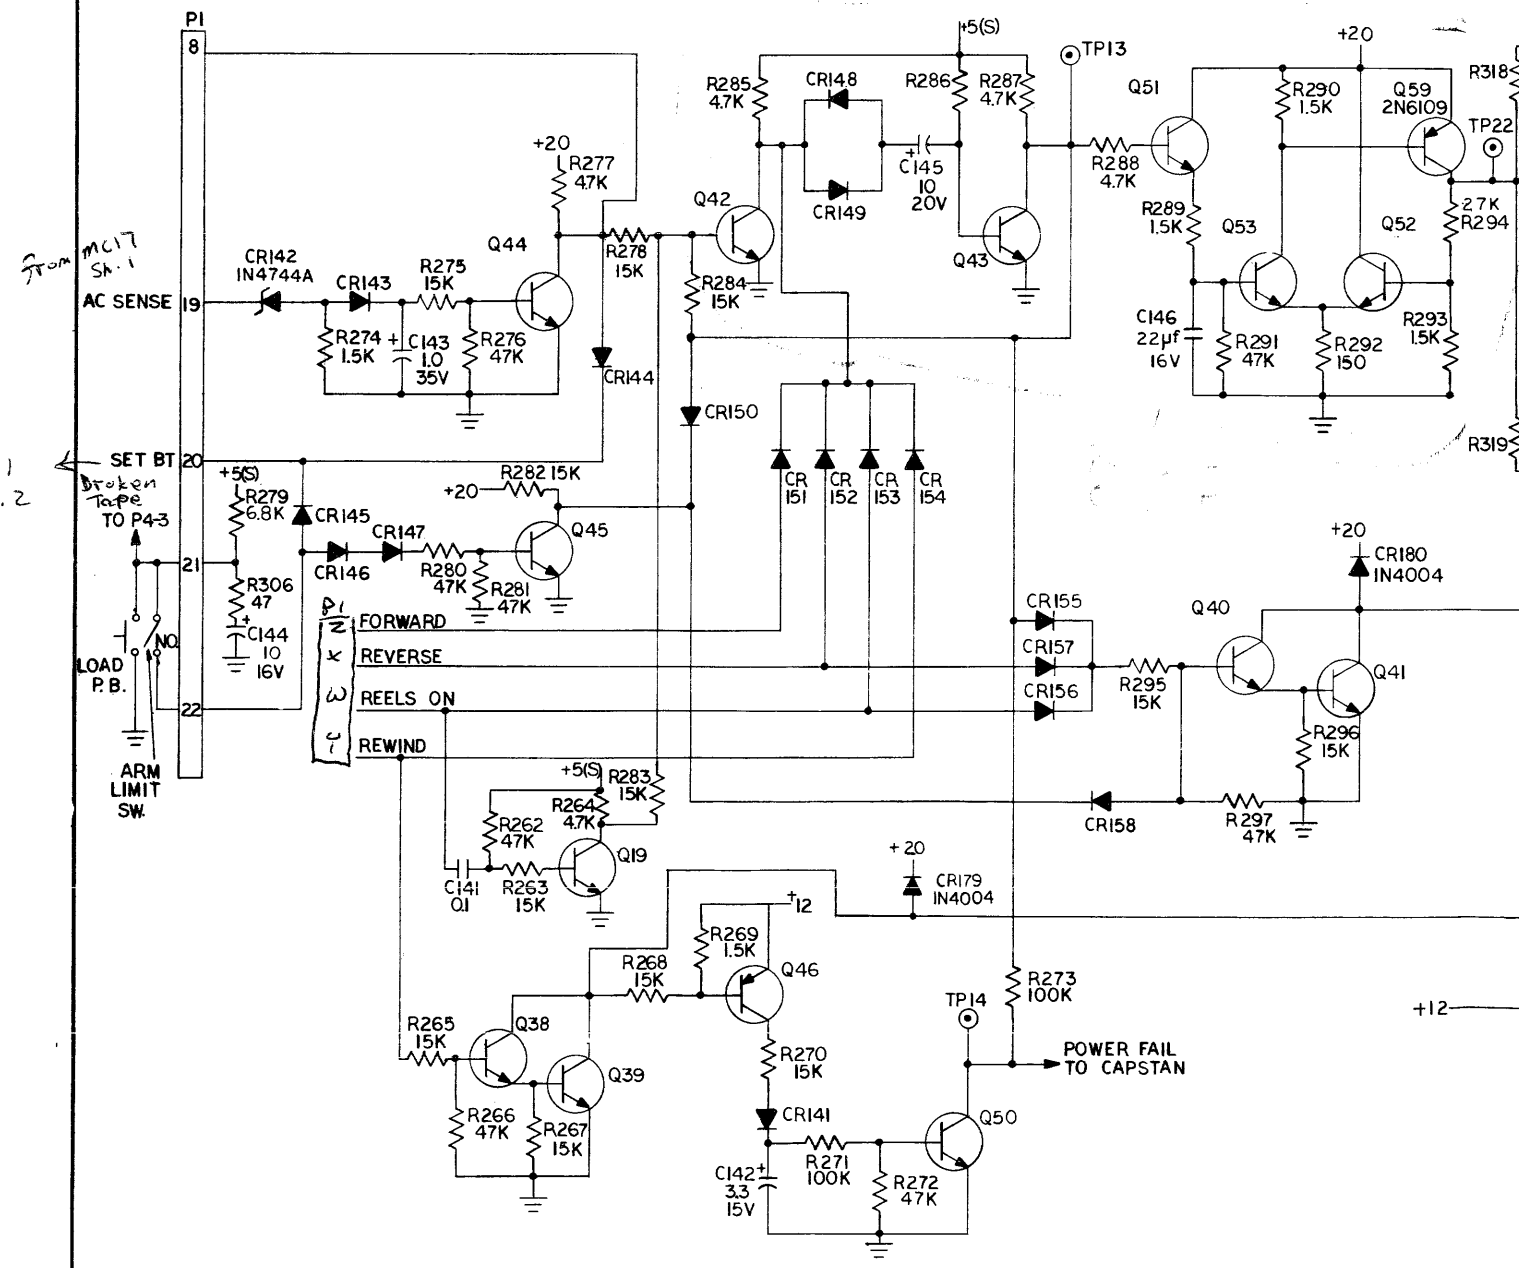 P1
8
+5(S)
TP13
+20
R318
R285
4.7K
CR148
R286
R287
4.7K
Q51
R290
1.5K
Q59
2N6109
TP22
+20
R277
47K
C145
10
20V
R288
4.7K
Q42
CR149
R289
1.5K
Q53
Q52
2.7K
R294
Q44
R278
15K
Q43
from MC17
Sh. 1
CR142
1N4744A
CR143
R275
15K
R284
15K
AC SENSE 19
R274
1.5K
C143
1.0
35V
R276
47K
C146
22µf
16V
R291
47K
R292
150
R293
1.5K
CR144
CR150
R319
1
SET BT 20
.2
Broken
Tape
+5(S)
R279
6.8K
+20
R282 15K
CR
151
CR
152
CR
153
CR
154
TO P4-3
CR145
CR147
Q45
+20
CR180
1N4004
21
CR146
R280
47K
R281
47K
R306
47
P1
Q40
CR155
N FORWARD
C144
10
16V
NO.
LOAD
P.B.
X REVERSE
CR157
R295
15K
Q41
W REELS ON
CR156
22
R296
15K
J REWIND
ARM
LIMIT
SW.
+5(S)
R283
15K
R264
4.7K
R262
47K
CR158
R297
47K
Q19
+20
C141
0.1
R263
15K
CR179
1N4004
+12
R269
1.5K
R268
15K
Q46
R273
100K
TP14
+12
R265
15K
Q38
POWER FAIL
TO CAPSTAN
R270
15K
Q39
R266
47K
R267
15K
CR141
Q50
R271
100K
C142
3.3
15V
R272
47K